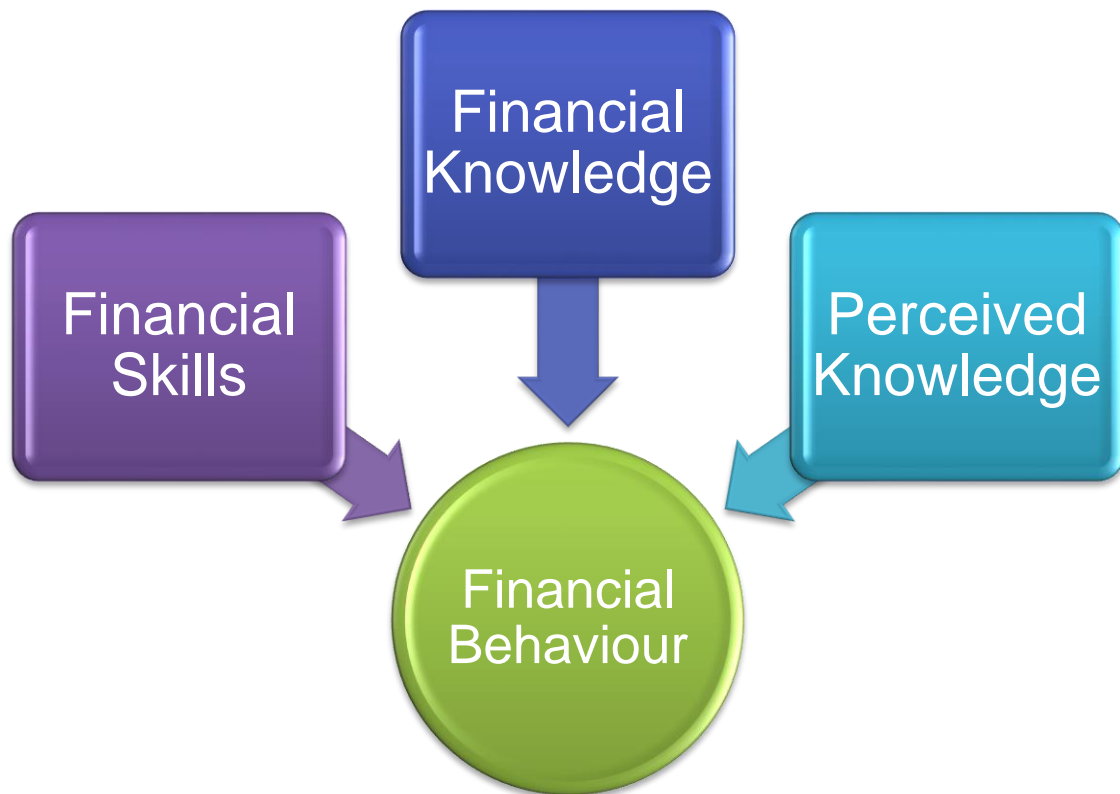 Financial
Knowledge
Financial
Skills
Perceived
Knowledge
Financial
Behaviour